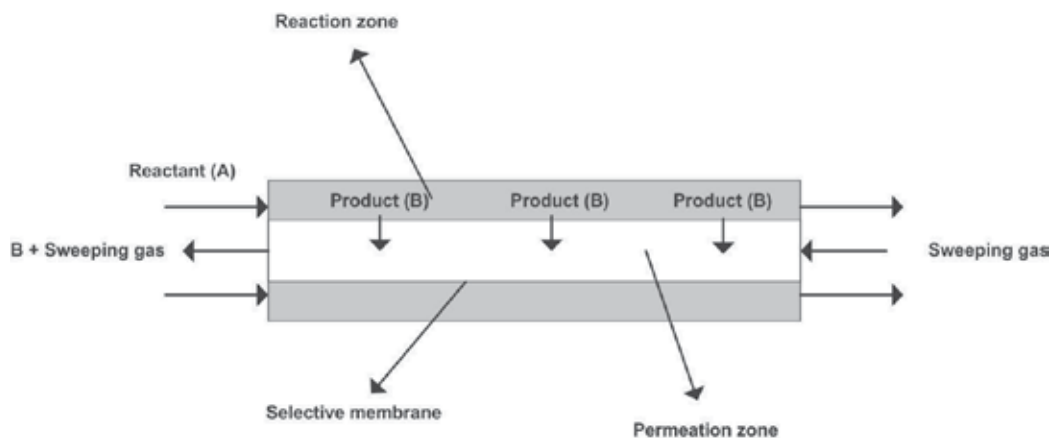 Reaction zone
Reactant (A)
Product (B) Product (B) Product (B)
B + Sweeping gas Sweeping gas
Selective membrane
Permeation zone